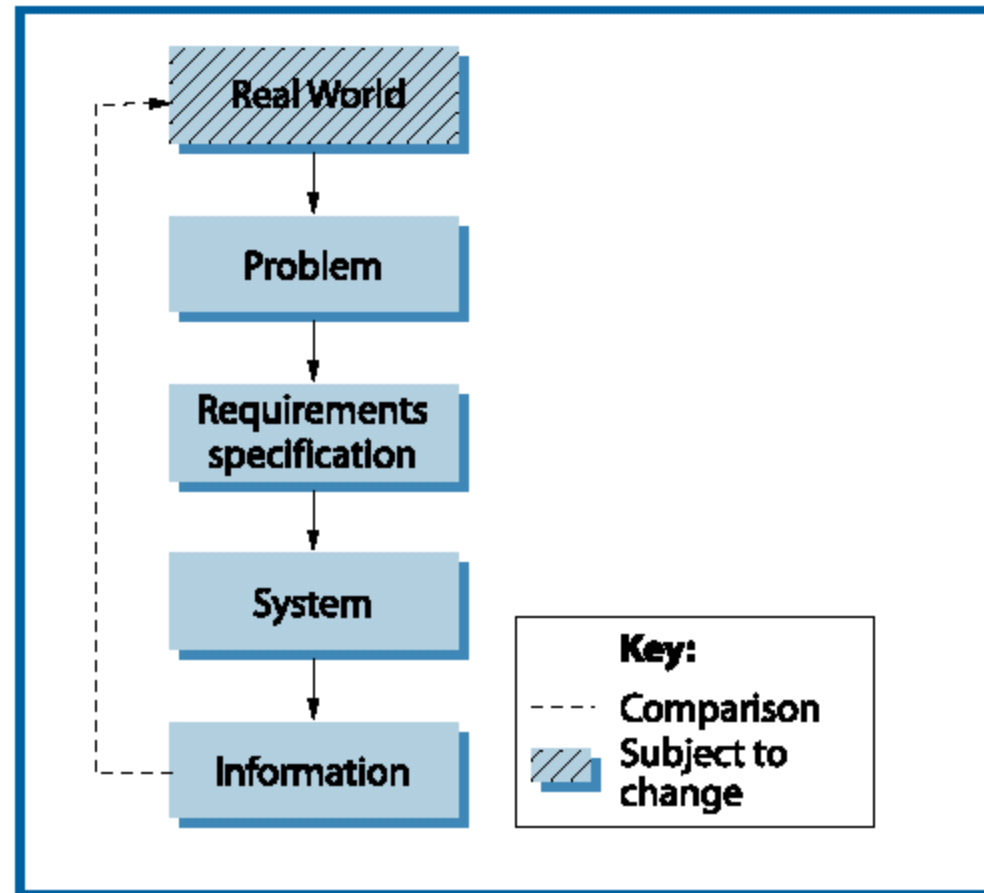 Real World
Problem
Requirements
specification
System
Information
Key:
Comparison
Subject to
change